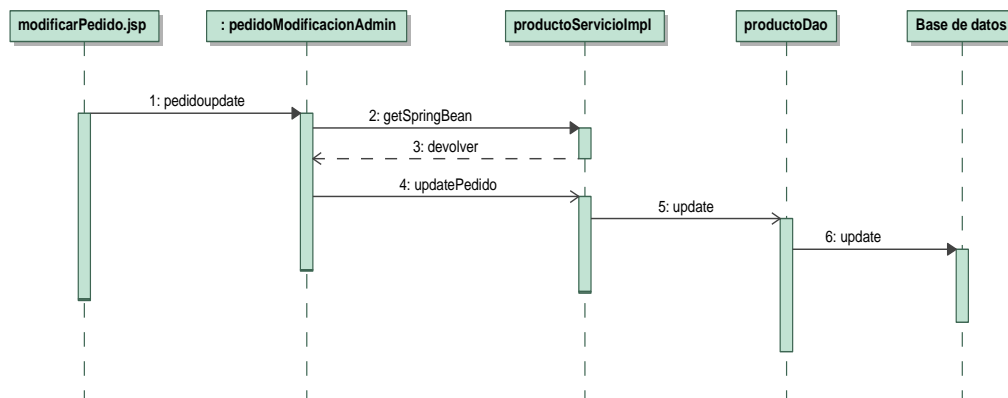 modificarPedido.jsp
: pedidoModificacionAdmin
productoServicioImpl
productoDao
Base de datos
1: pedidoupdate
2: getSpringBean
3: devolver
4: updatePedido
5: update
6: update